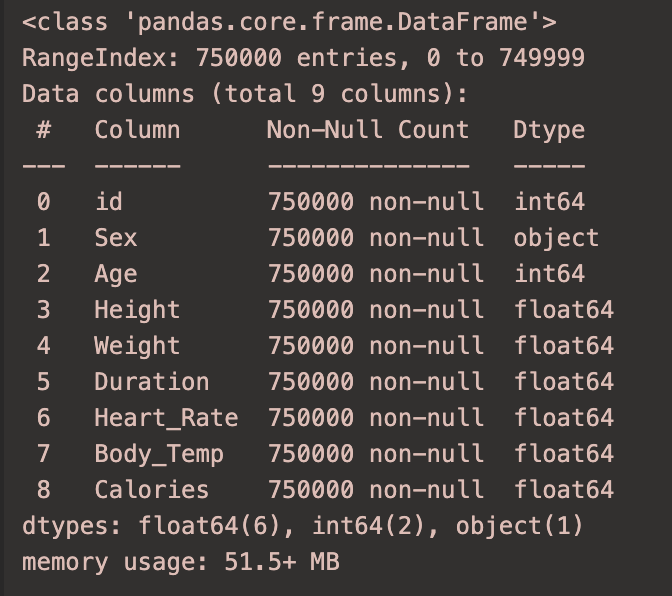 <class 'pandas.core.frame.DataFrame'>
RangeIndex: 750000 entries, 0 to 749999
Data columns (total 9 columns):
 #   Column      Non-Null Count   Dtype
---  ------      --------------   -----
 0   id          750000 non-null  int64
 1   Sex         750000 non-null  object
 2   Age         750000 non-null  int64
 3   Height      750000 non-null  float64
 4   Weight      750000 non-null  float64
 5   Duration    750000 non-null  float64
 6   Heart_Rate  750000 non-null  float64
 7   Body_Temp   750000 non-null  float64
 8   Calories    750000 non-null  float64
dtypes: float64(6), int64(2), object(1)
memory usage: 51.5+ MB